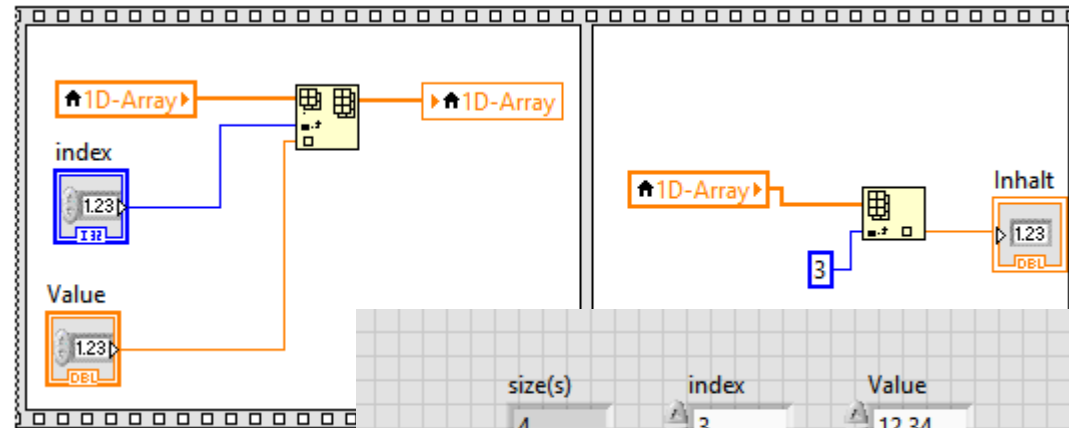 1D-Array
1D-Array
index
1.23
I32
Value
1.23
DBL
1D-Array
3
Inhalt
1.23
DBL
size(s)
index
Value
4
3
12.34